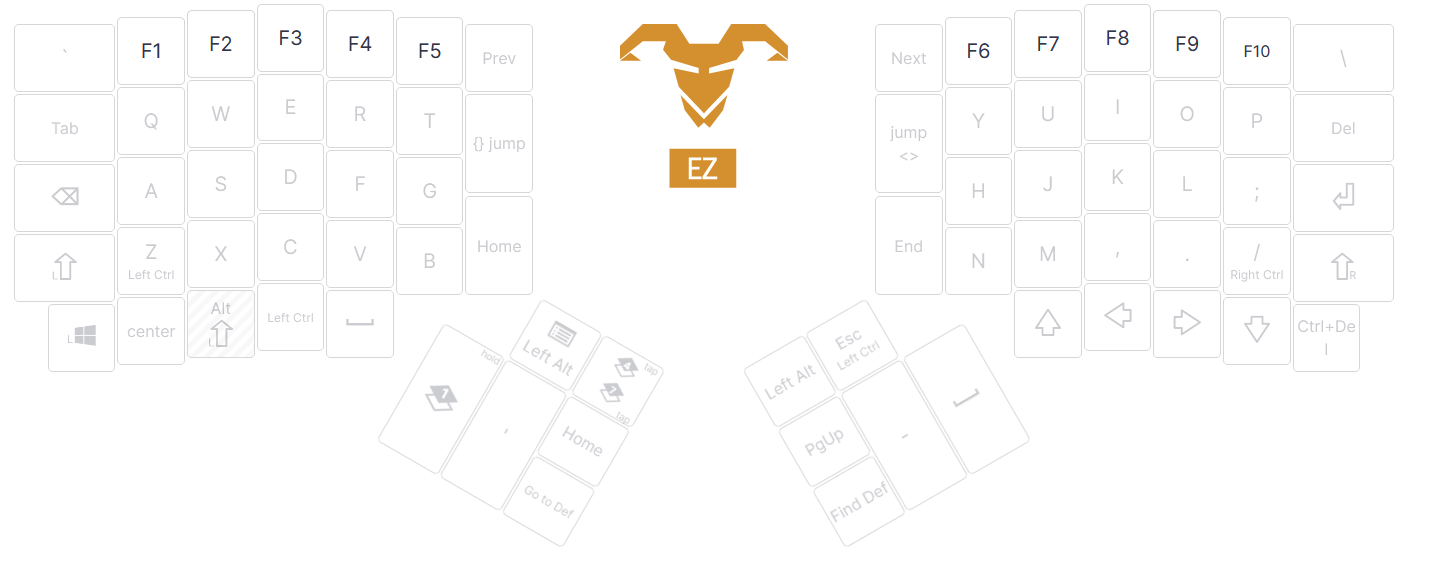 `
F1
F2
F3
F4
F5
Prev
Next
F6
F7
F8
F9
F10
\
Tab
Q
W
E
R
T
{} jump
EZ
jump
<>
Y
U
I
O
P
Del
A
S
D
F
G
H
J
K
L
;
L
Z
Left Ctrl
X
C
V
B
Home
End
N
M
,
.
/
Right Ctrl
R
L
center
Alt
L
Left Ctrl
Ctrl+De
l
hold
Left Alt
tap
tap
,
Home
Go to Def
Left Alt
Esc
Left Ctrl
PgUp
-
Find Def